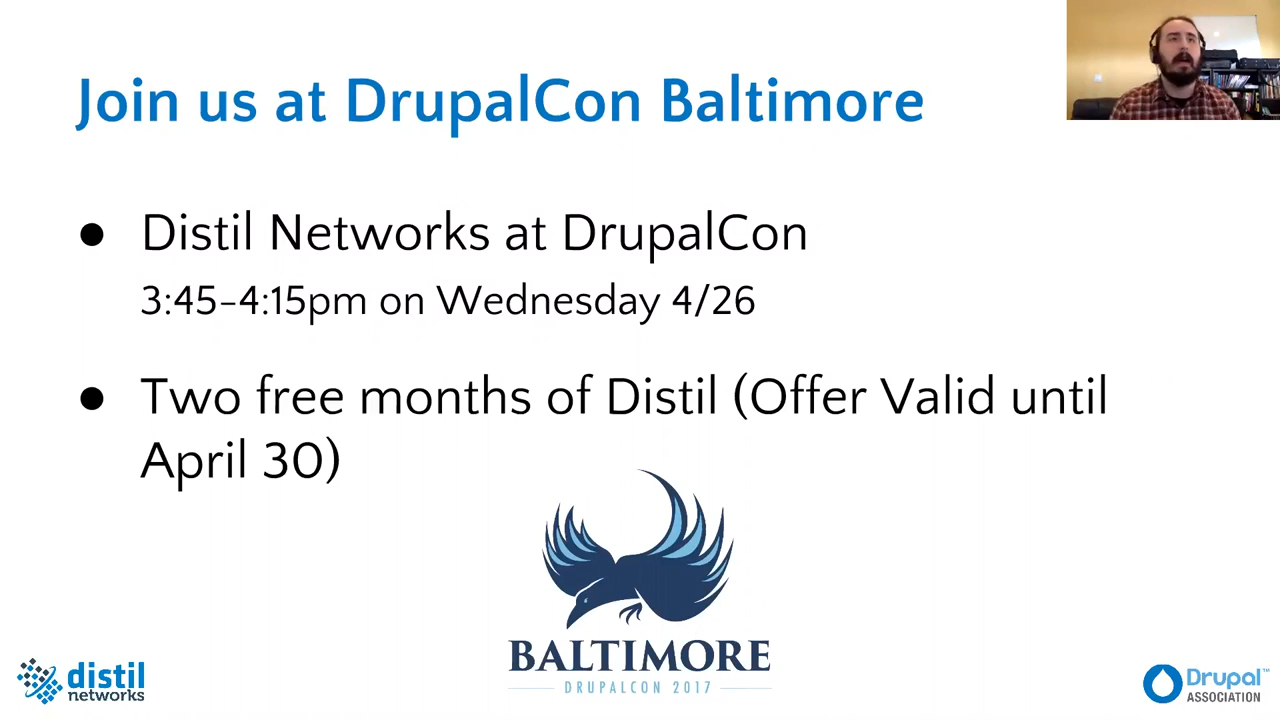 Join us at DrupalCon Baltimore
● Distil Networks at DrupalCon
3:45-4:15pm on Wednesday 4/26
● Two free months of Distil (Offer Valid until
April 30)
BALTIMORE
DRUPALCON 2017
distil
networks
Drupal™
ASSOCIATION